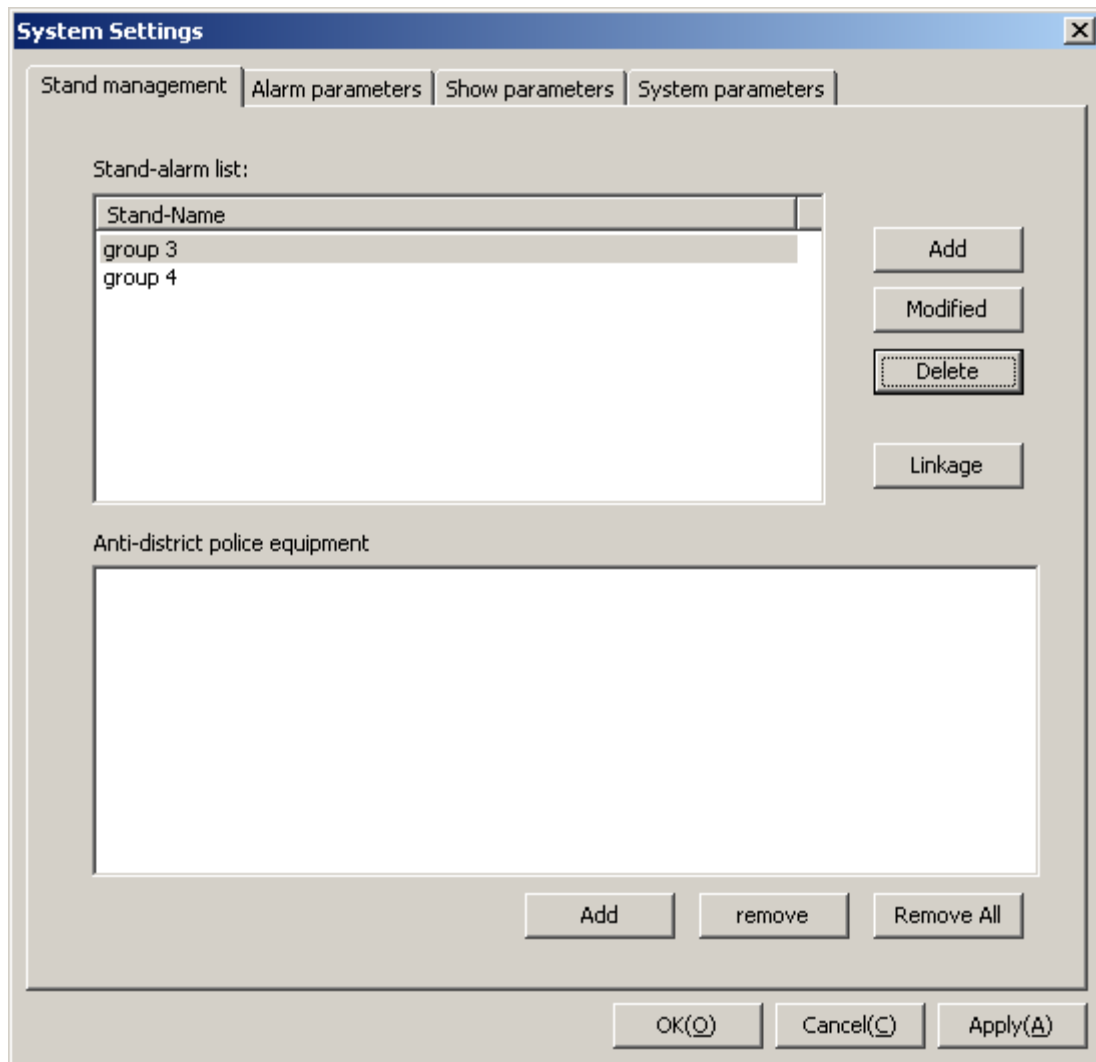 System Settings
Stand management Alarm parameters Show parameters System parameters
Stand-alarm list:
Stand-Name
group 3
group 4
Add
Modified
Delete
Linkage
Anti-district police equipment
Add remove Remove All
OK(O) Cancel(C) Apply(A)